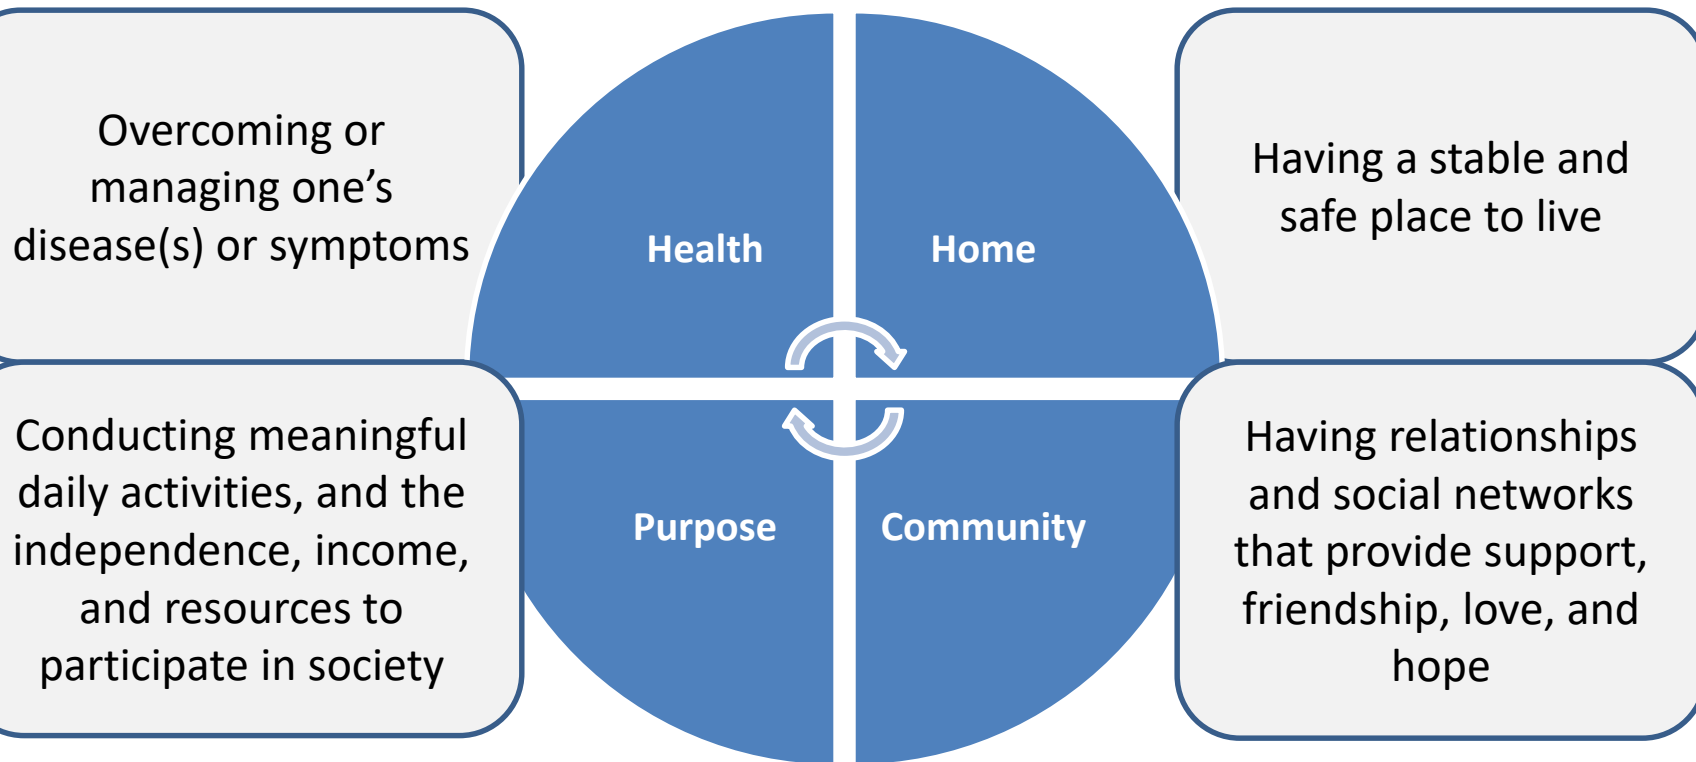 Overcoming or
managing one’s
disease(s) or symptoms
Health
Home
Having a stable and
safe place to live
Conducting meaningful
daily activities, and the
independence, income,
and resources to
participate in society
Purpose
Community
Having relationships
and social networks
that provide support,
friendship, love, and
hope